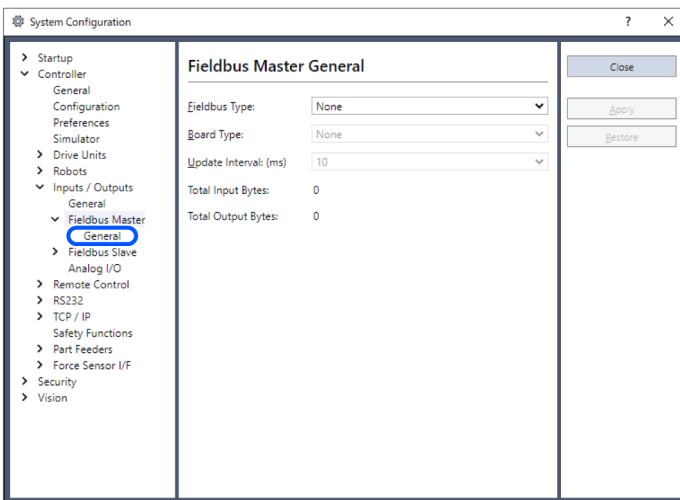 System Configuration
?
Startup
Controller
General
Configuration
Preferences
Simulator
Drive Units
Robots
Inputs / Outputs
General
Fieldbus Master
General
Fieldbus Slave
Analog I/O
Remote Control
RS232
TCP / IP
Safety Functions
Part Feeders
Force Sensor I/F
Security
Vision
Fieldbus Master General
Fieldbus Type: None
Board Type: None
Update Interval: (ms) 10
Total Input Bytes: 0
Total Output Bytes: 0
Close
Apply
Restore